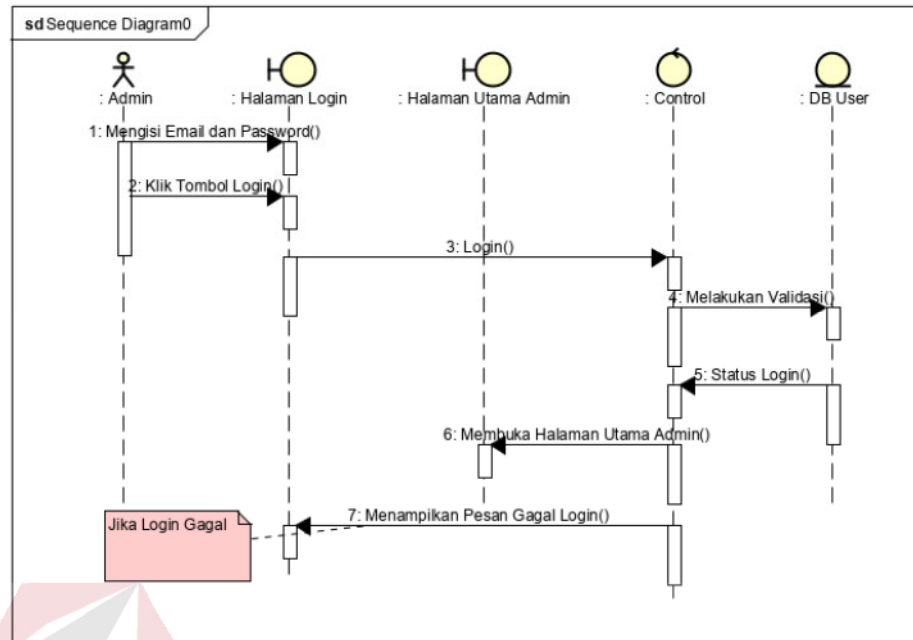 sd Sequence Diagram0
: Admin
: Halaman Login
: Halaman Utama Admin
: Control
: DB User
1: Mengisi Email dan Password()
2: Klik Tombol Login()
3: Login()
4: Melakukan Validasi()
5: Status Login()
6: Membuka Halaman Utama Admin()
7: Menampilkan Pesan Gagal Login()
Jika Login Gagal